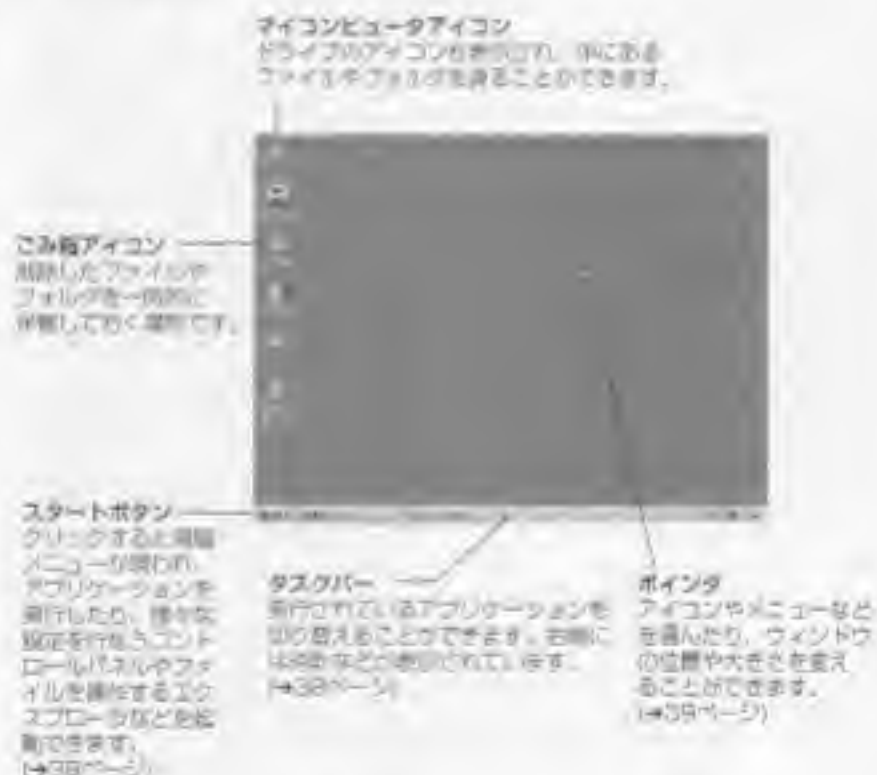 マイコンピュータアイコン
ドライブのアイコンが表示され、中にある
ファイルやフォルダを見ることができます。
ごみ箱アイコン
削除したファイルや
フォルダを一時的に
保管しておく場所です。
スタートボタン
クリックすると
メニューが現われ、
アプリケーションを
実行したり、様々な
設定を行なうコント
ロールパネルやファ
イルを操作するエク
スプローラなどを起
動できます。
タスクバー
実行されているアプリケーションを
切り替えることができます。右側に
は時計などが表示されています。
ポインタ
アイコンやメニューなど
を選んだり、ウィンドウ
の位置や大きさを変え
ることができます。
(➔39ページ)